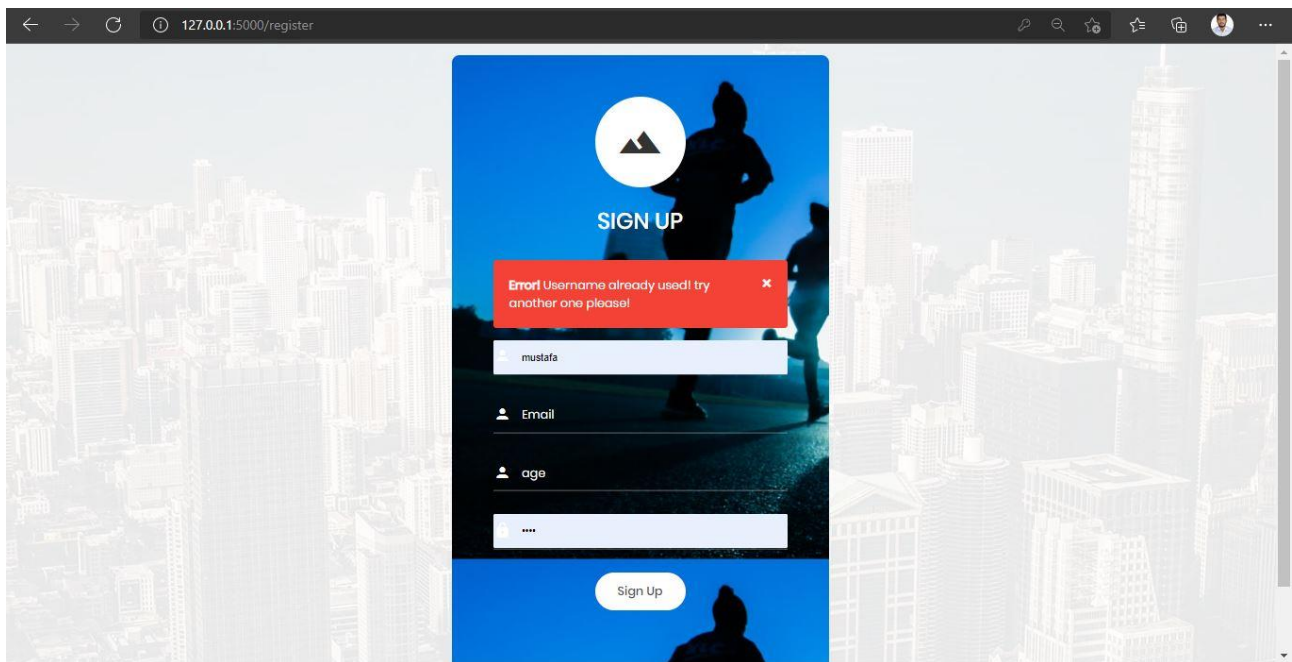 127.0.0.1:5000/register
SIGN UP
Error! Username already used! try
another one please!
mustafa
Email
age
••••
Sign Up